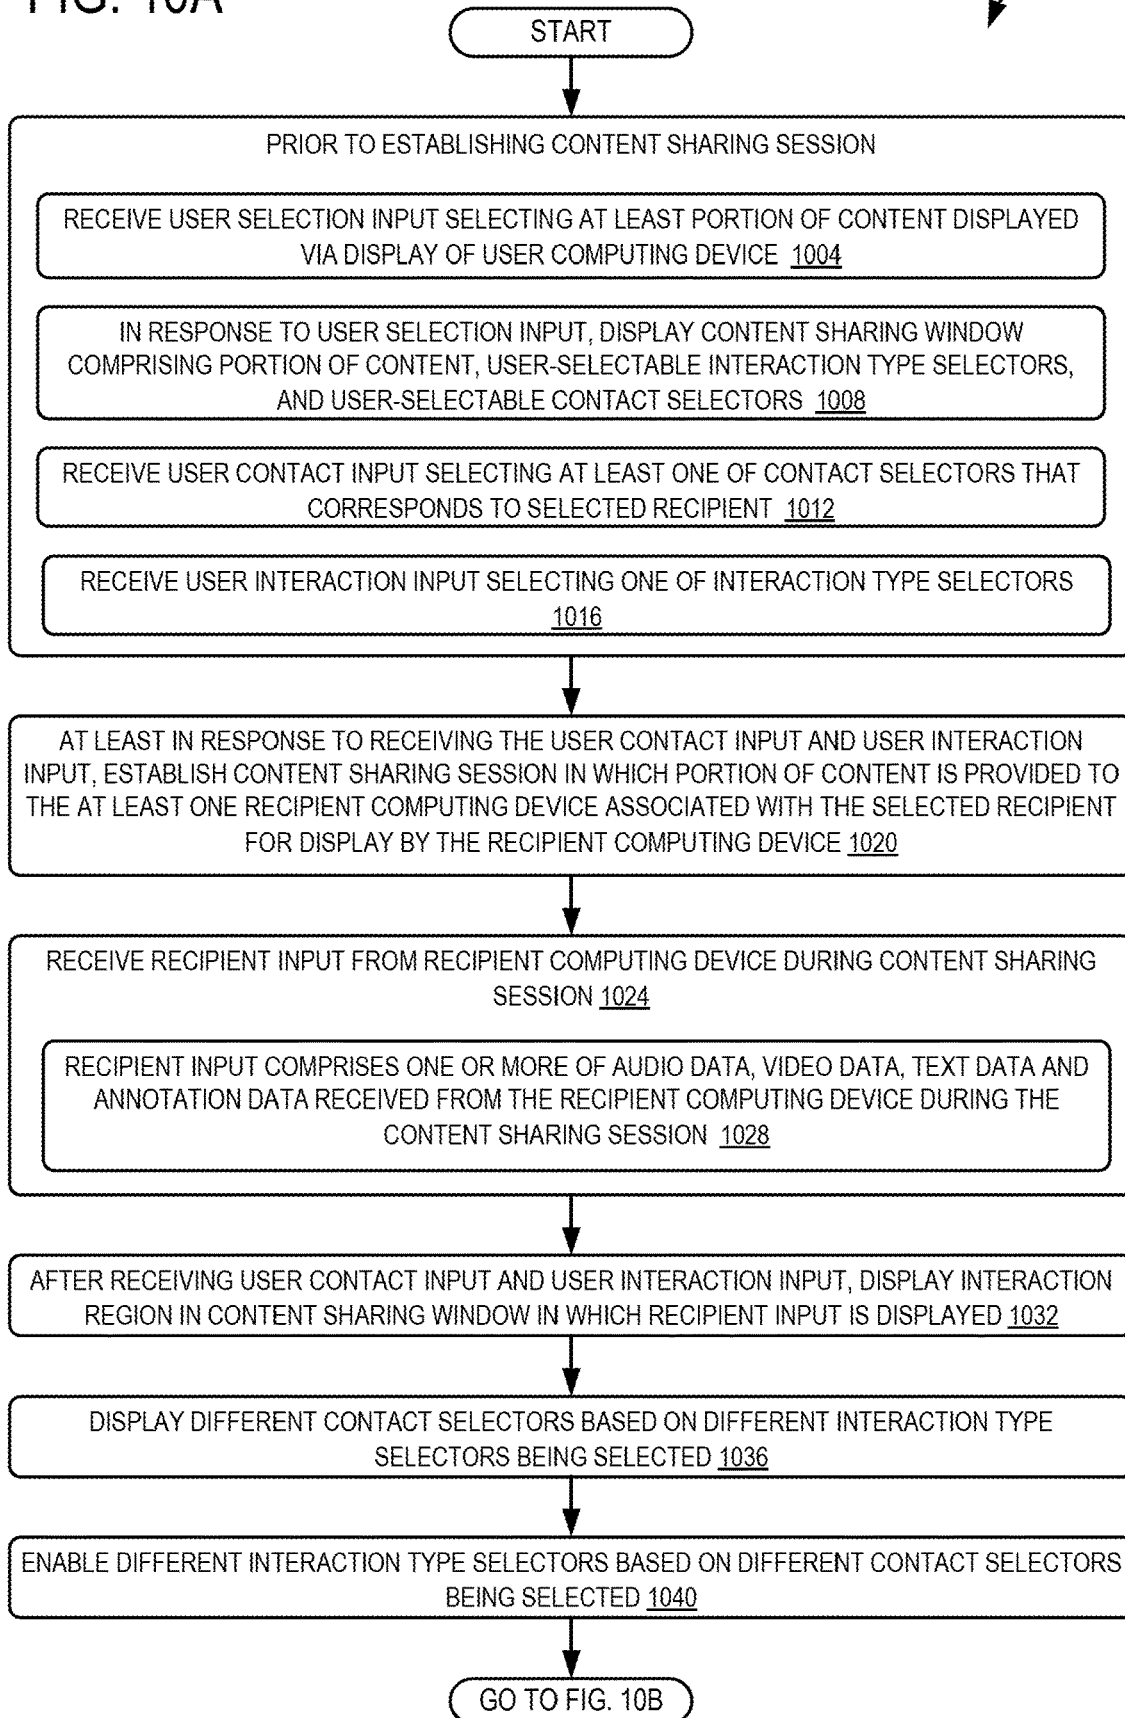 FIG. 10A
START
PRIOR TO ESTABLISHING CONTENT SHARING SESSION
RECEIVE USER SELECTION INPUT SELECTING AT LEAST PORTION OF CONTENT DISPLAYED
VIA DISPLAY OF USER COMPUTING DEVICE 1004
IN RESPONSE TO USER SELECTION INPUT, DISPLAY CONTENT SHARING WINDOW
COMPRISING PORTION OF CONTENT, USER-SELECTABLE INTERACTION TYPE SELECTORS,
AND USER-SELECTABLE CONTACT SELECTORS 1008
RECEIVE USER CONTACT INPUT SELECTING AT LEAST ONE OF CONTACT SELECTORS THAT
CORRESPONDS TO SELECTED RECIPIENT 1012
RECEIVE USER INTERACTION INPUT SELECTING ONE OF INTERACTION TYPE SELECTORS
1016
AT LEAST IN RESPONSE TO RECEIVING THE USER CONTACT INPUT AND USER INTERACTION
INPUT, ESTABLISH CONTENT SHARING SESSION IN WHICH PORTION OF CONTENT IS PROVIDED TO
THE AT LEAST ONE RECIPIENT COMPUTING DEVICE ASSOCIATED WITH THE SELECTED RECIPIENT
FOR DISPLAY BY THE RECIPIENT COMPUTING DEVICE 1020
RECEIVE RECIPIENT INPUT FROM RECIPIENT COMPUTING DEVICE DURING CONTENT SHARING
SESSION 1024
RECIPIENT INPUT COMPRISES ONE OR MORE OF AUDIO DATA, VIDEO DATA, TEXT DATA AND
ANNOTATION DATA RECEIVED FROM THE RECIPIENT COMPUTING DEVICE DURING THE
CONTENT SHARING SESSION 1028
AFTER RECEIVING USER CONTACT INPUT AND USER INTERACTION INPUT, DISPLAY INTERACTION
REGION IN CONTENT SHARING WINDOW IN WHICH RECIPIENT INPUT IS DISPLAYED 1032
DISPLAY DIFFERENT CONTACT SELECTORS BASED ON DIFFERENT INTERACTION TYPE
SELECTORS BEING SELECTED 1036
ENABLE DIFFERENT INTERACTION TYPE SELECTORS BASED ON DIFFERENT CONTACT SELECTORS
BEING SELECTED 1040
GO TO FIG. 10B